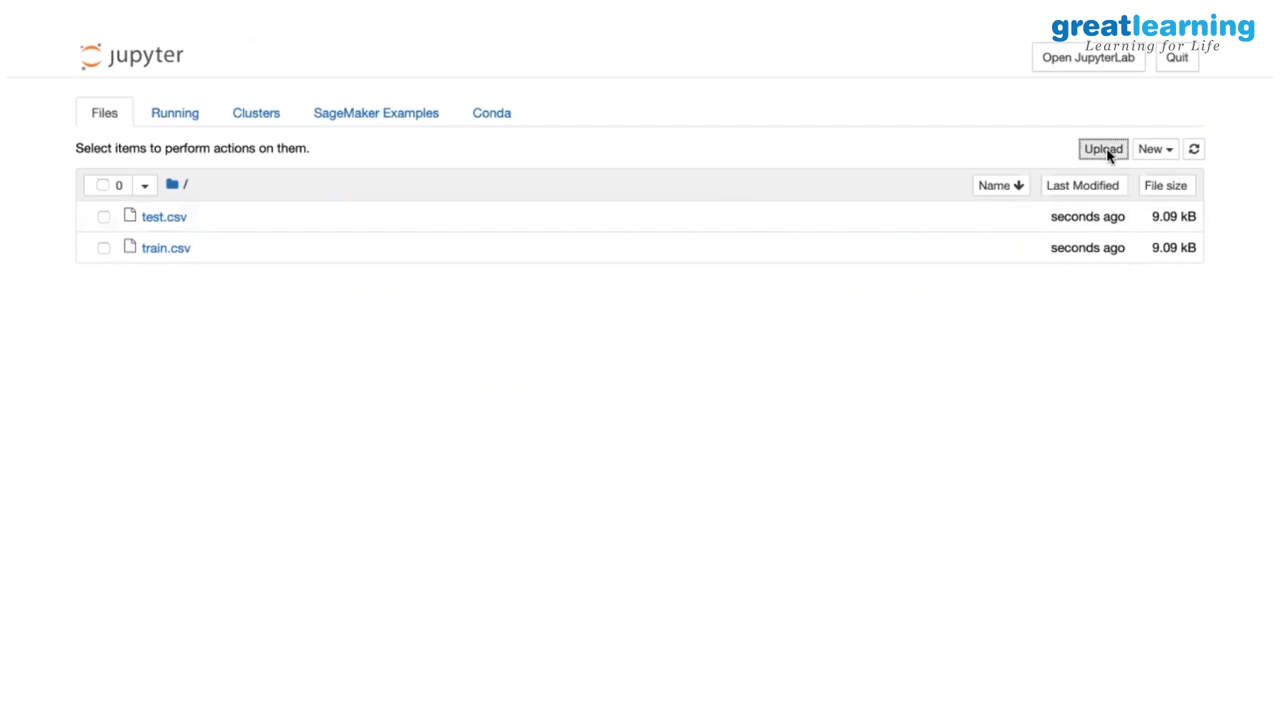 greatlearning
Learning for Life
jupyter
Open JupyterLab Quit
Files Running Clusters SageMaker Examples Conda
Select items to perform actions on them.
Upload New
0 / Name Last Modified File size
test.csv seconds ago 9.09 kB
train.csv seconds ago 9.09 kB